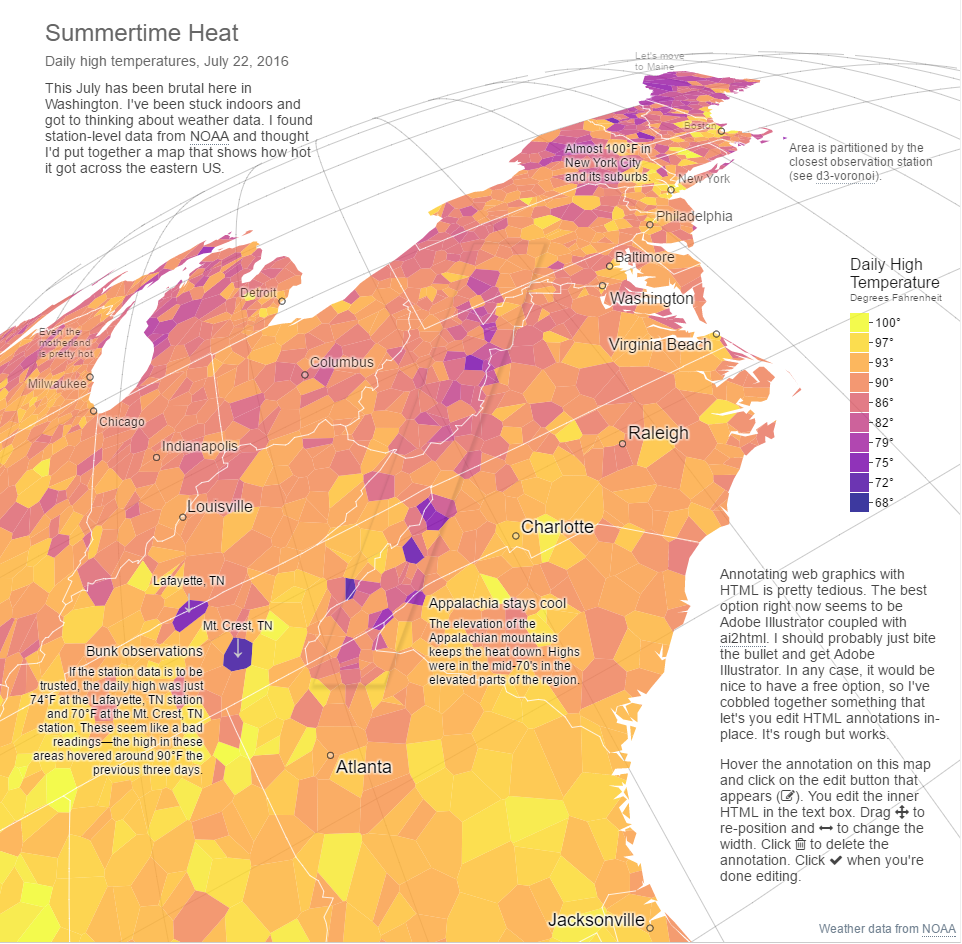 Summertime Heat
Daily high temperatures, July 22, 2016
This July has been brutal here in
Washington. I've been stuck indoors and
got to thinking about weather data. I found
station-level data from NOAA and thought
I'd put together a map that shows how hot
it got across the eastern US.
Let's move
to Maine
Boston
Almost 100°F in
New York City
and its suburbs.
Area is partitioned by the
closest observation station
(see d3-voronoi).
New York
Philadelphia
Baltimore
Washington
Virginia Beach
Detroit
Even the
motherland
is pretty hot
Milwaukee
Chicago
Columbus
Indianapolis
Louisville
Raleigh
Charlotte
Daily High
Temperature
Degrees Fahrenheit
100°
97°
93°
90°
86°
82°
79°
75°
72°
68°
Lafayette, TN
Mt. Crest, TN
Bunk observations
If the station data is to be
trusted, the daily high was just
74°F at the Lafayette, TN station
and 70°F at the Mt. Crest, TN
station. These seem like a bad
readings—the high in these
areas hovered around 90°F the
previous three days.
Appalachia stays cool
The elevation of the
Appalachian mountains
keeps the heat down. Highs
were in the mid-70's in the
elevated parts of the region.
Atlanta
Jacksonville
Annotating web graphics with
HTML is pretty tedious. The best
option right now seems to be
Adobe Illustrator coupled with
ai2html. I should probably just bite
the bullet and get Adobe
Illustrator. In any case, it would be
nice to have a free option, so I've
cobbled together something that
let's you edit HTML annotations in-
place. It's rough but works.
Hover the annotation on this map
and click on the edit button that
appears (). You edit the inner
HTML in the text box. Drag to
re-position and to change the
width. Click to delete the
annotation. Click when you're
done editing.
Weather data from NOAA